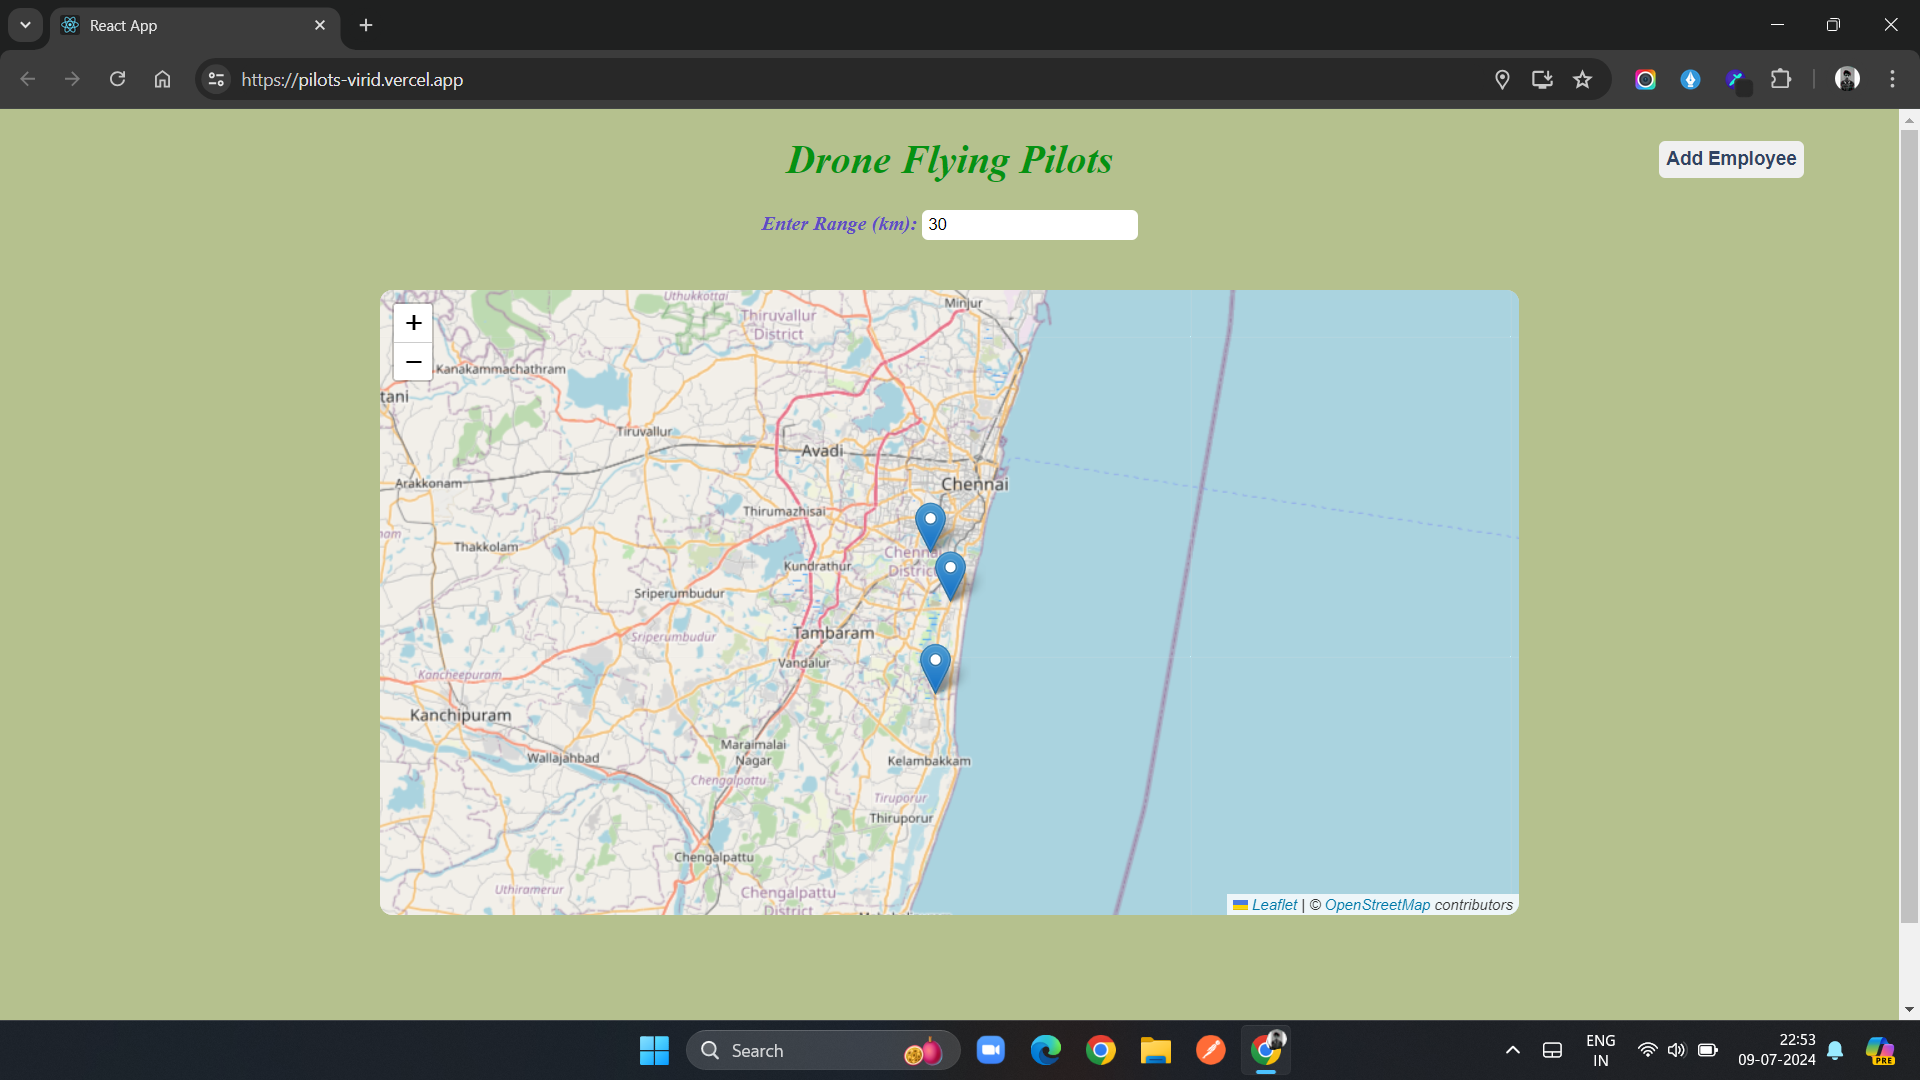 React App
https://pilots-virid.vercel.app
Drone Flying Pilots
Add Employee
Enter Range (km): 30
+
−
Uthukkottai
Minjur
Thiruvallur
District
Kanakammachathram
tani
Tiruvallur
Avadi
Arakkonam
Chennai
Thirumazhisai
am
Thakkolam
Chennai
District
Kundrathur
Sriperumbudur
Tambaram
Sriperumbudur
Vandalur
Kancheepuram
Kanchipuram
Maraimalai
Nagar
Wallajahbad
Kelambakkam
Chengalpattu
Tiruporur
Thiruporur
Chengalpattu
Uthiramerur
Chengalpattu
District
Leaflet | © OpenStreetMap contributors
Search
ENG
IN
22:53
09-07-2024
PRE